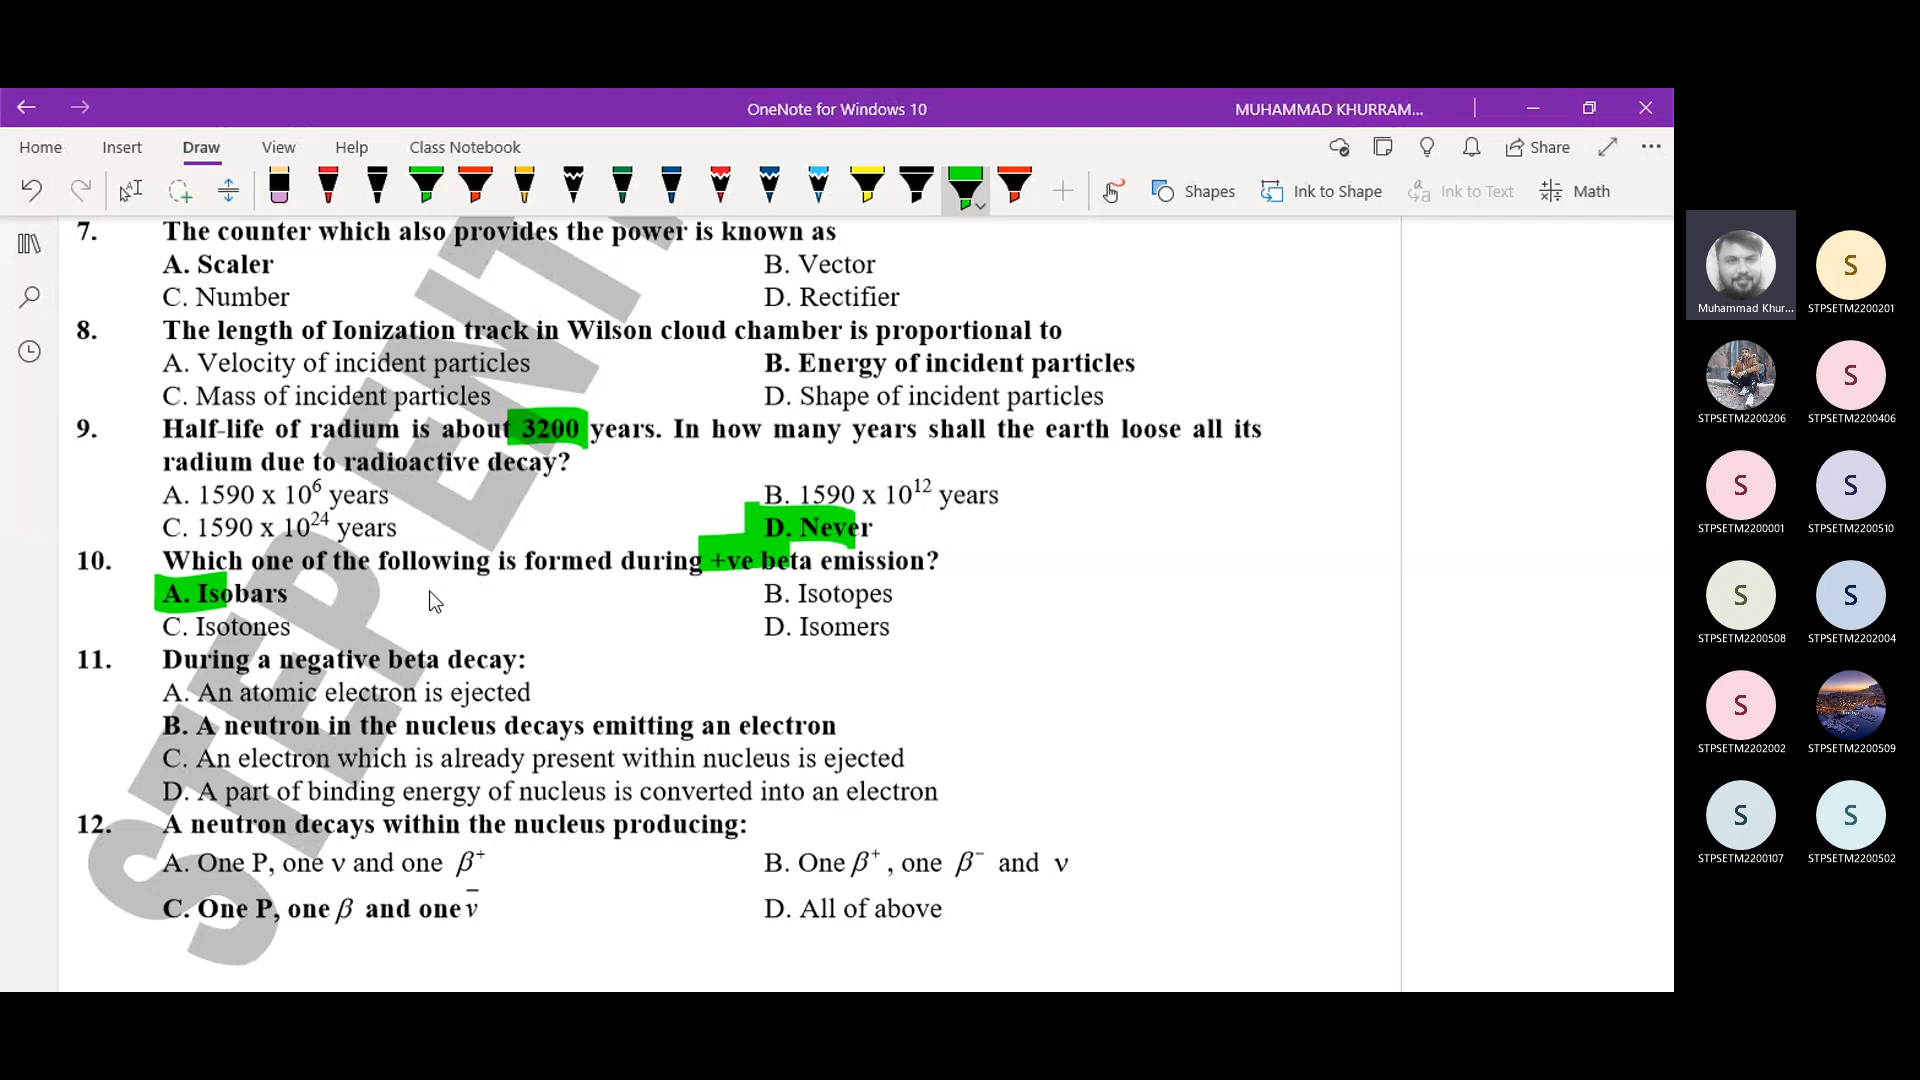 OneNote for Windows 10
MUHAMMAD KHURRAM...
Home Insert Draw View Help Class Notebook Share
Shapes Ink to Shape Ink to Text Math
7. The counter which also provides the power is known as
A. Scaler B. Vector
C. Number D. Rectifier
8. The length of Ionization track in Wilson cloud chamber is proportional to
A. Velocity of incident particles B. Energy of incident particles
C. Mass of incident particles D. Shape of incident particles
9. Half-life of radium is about 3200 years. In how many years shall the earth loose all its
radium due to radioactive decay?
A. 1590 x 10⁶ years B. 1590 x 10¹² years
C. 1590 x 10²⁴ years D. Never
10. Which one of the following is formed during +ve beta emission?
A. Isobars B. Isotopes
C. Isotones D. Isomers
11. During a negative beta decay:
A. An atomic electron is ejected
B. A neutron in the nucleus decays emitting an electron
C. An electron which is already present within nucleus is ejected
D. A part of binding energy of nucleus is converted into an electron
12. A neutron decays within the nucleus producing:
A. One P, one ν and one β⁺ B. One β⁺ , one β⁻ and ν
C. One P, one β and one ν̄ D. All of above
STEP ENT
Muhammad Khur... S STPSETM2200201
STPSETM2200206 S STPSETM2200406
S STPSETM2200001 S STPSETM2200510
S STPSETM2200508 S STPSETM2202004
S STPSETM2202002 STPSETM2200509
S STPSETM2200107 S STPSETM2200502